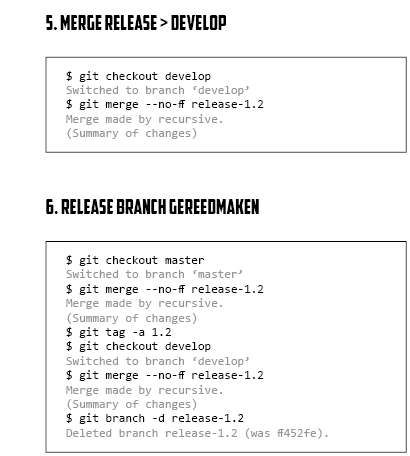 5. MERGE RELEASE > DEVELOP
$ git checkout develop
Switched to branch ‘develop’
$ git merge --no-ff release-1.2
Merge made by recursive.
(Summary of changes)
6. RELEASE BRANCH GEREEDMAKEN
$ git checkout master
Switched to branch ‘master’
$ git merge --no-ff release-1.2
Merge made by recursive.
(Summary of changes)
$ git tag -a 1.2
$ git checkout develop
Switched to branch ‘develop’
$ git merge --no-ff release-1.2
Merge made by recursive.
(Summary of changes)
$ git branch -d release-1.2
Deleted branch release-1.2 (was ff452fe).